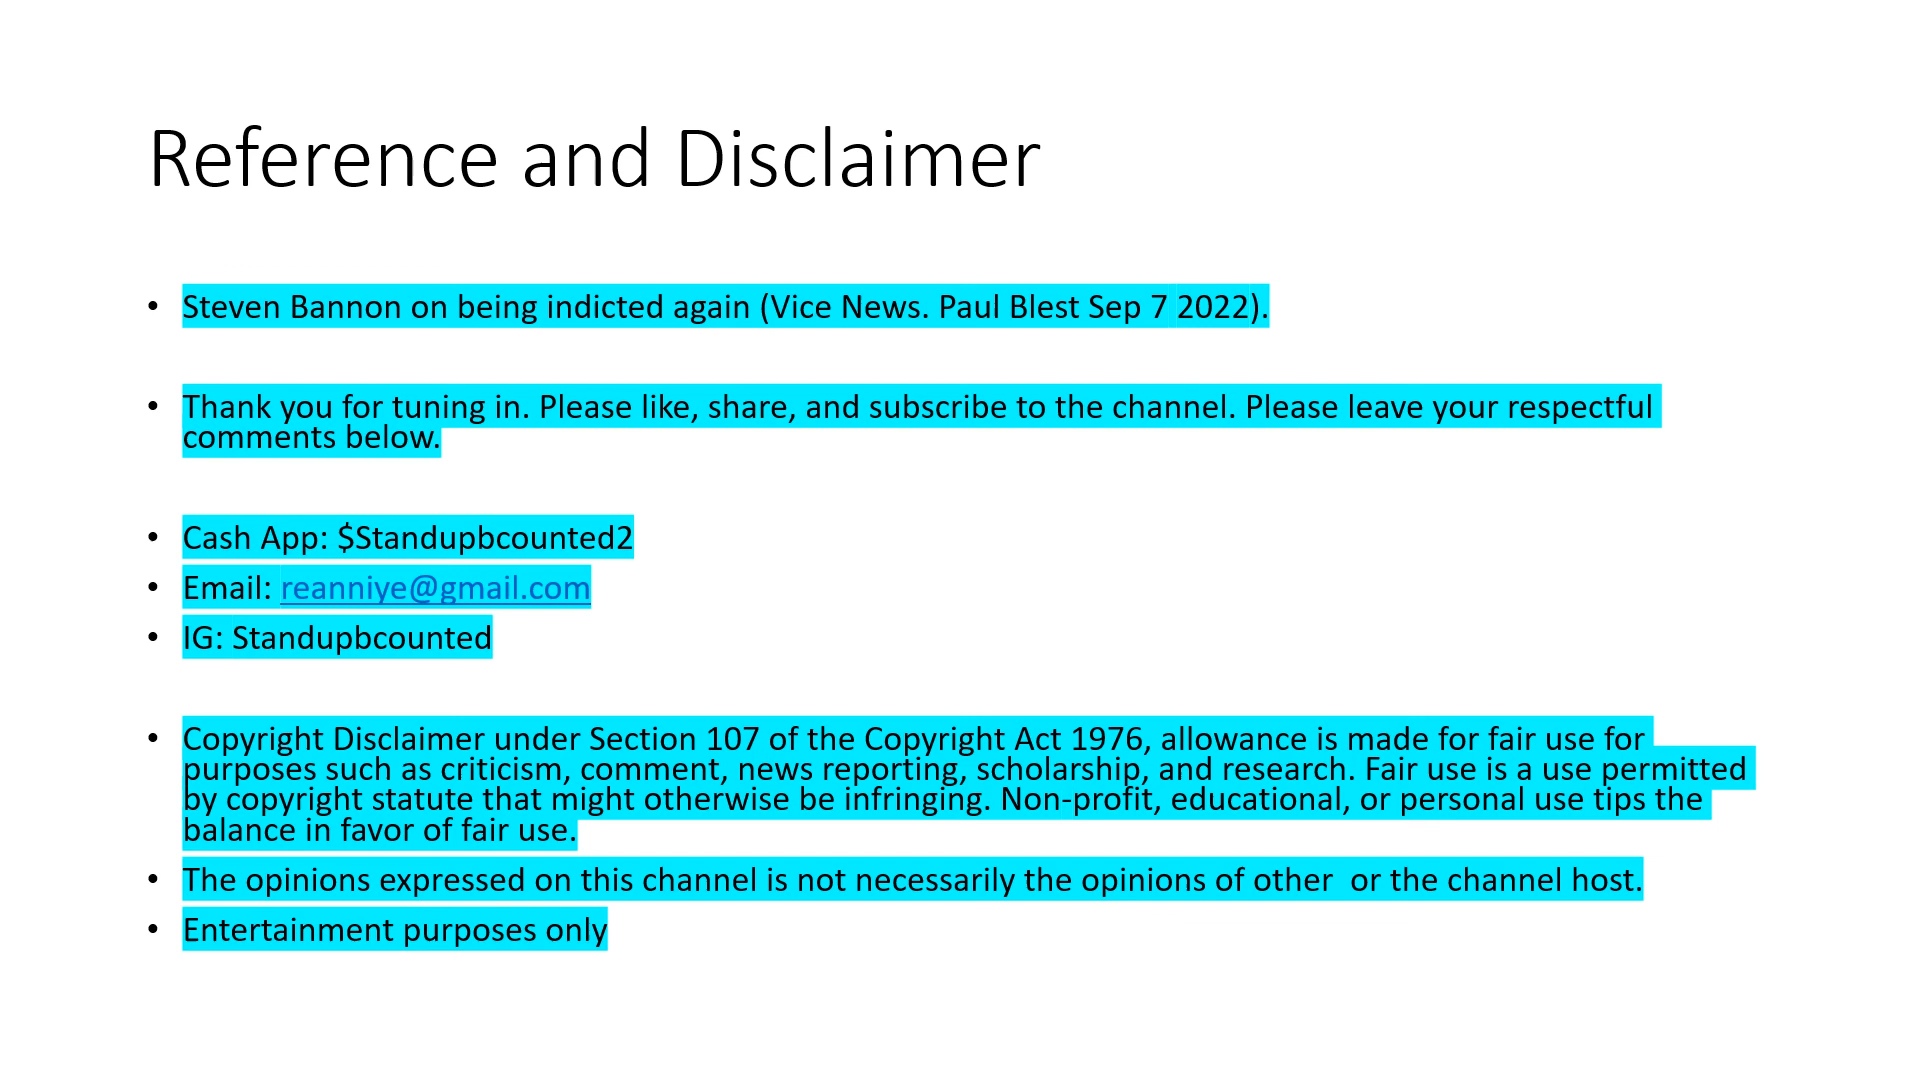 Reference and Disclaimer
• Steven Bannon on being indicted again (Vice News. Paul Blest Sep 7 2022).
• Thank you for tuning in. Please like, share, and subscribe to the channel. Please leave your respectful
comments below.
• Cash App: $Standupbcounted2
• Email: reanniye@gmail.com
• IG: Standupbcounted
• Copyright Disclaimer under Section 107 of the Copyright Act 1976, allowance is made for fair use for
purposes such as criticism, comment, news reporting, scholarship, and research. Fair use is a use permitted
by copyright statute that might otherwise be infringing. Non-profit, educational, or personal use tips the
balance in favor of fair use.
• The opinions expressed on this channel is not necessarily the opinions of other  or the channel host.
• Entertainment purposes only